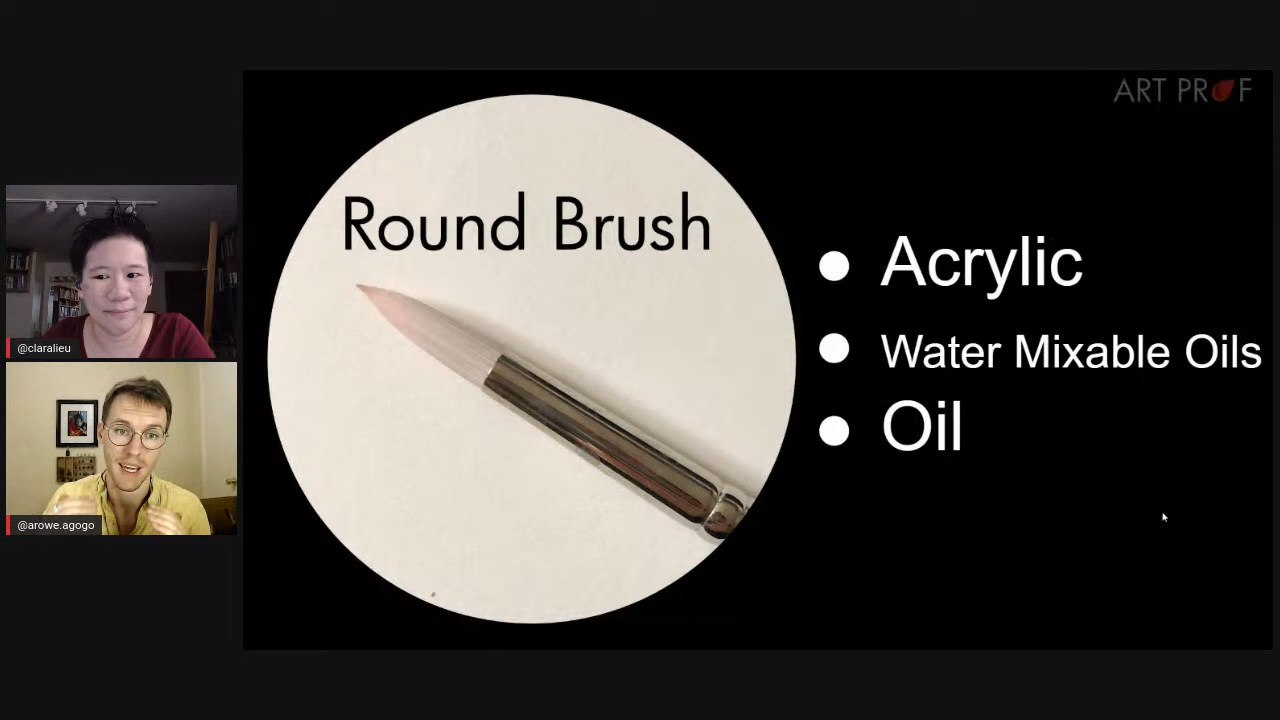 ART PROF
Round Brush
Acrylic
Water Mixable Oils
Oil
@claralieu
@arowe.agogo